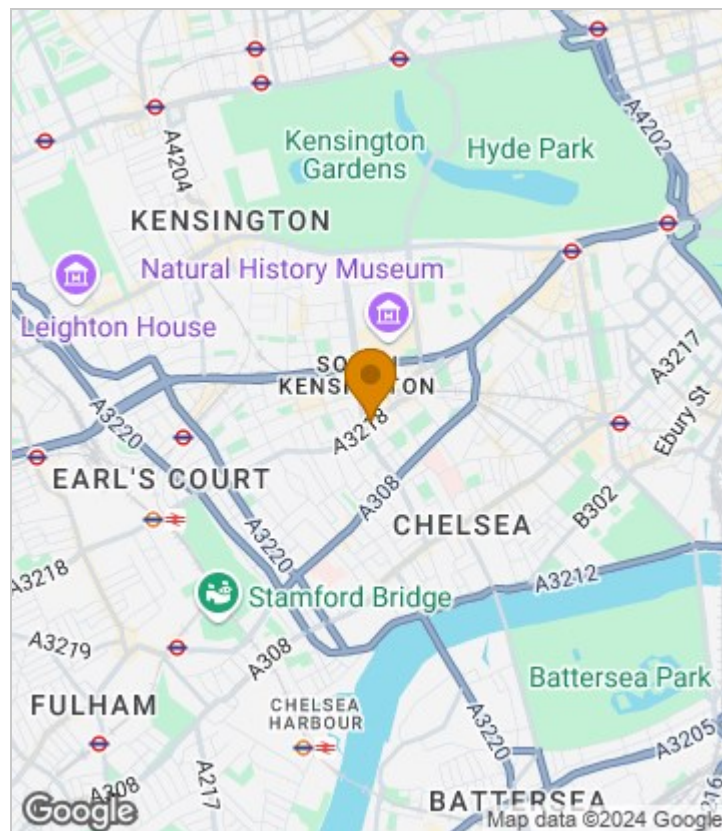 A4202
A4204
Kensington
Gardens
Hyde Park
KENSINGTON
Natural History Museum
Leighton House
A3217
KENSINGTON
A3220
A3218
Ebury St
EARL'S COURT
A308
B302
CHELSEA
A3220
A3218
A3212
Stamford Bridge
A3219
A308
Battersea Park
FULHAM
CHELSEA
HARBOUR
A3220
A3205
A308
A217
BATTERSEA
Google
Map data ©2024 Google